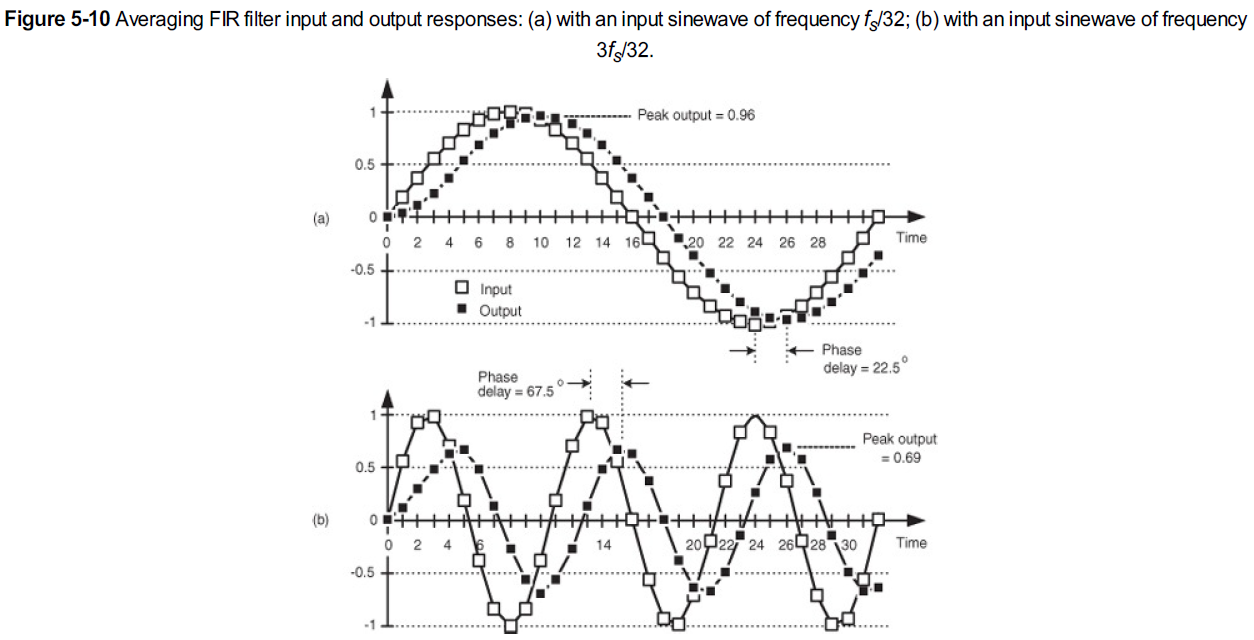 Figure 5-10 Averaging FIR filter input and output responses: (a) with an input sinewave of frequency fs/32; (b) with an input sinewave of frequency
3fs/32.
1
Peak output = 0.96
0.5
(a)
0
0 2 4 6 8 10 12 14 16 20 22 24 26 28
Time
-0.5
Input
Output
-1
Phase
delay = 22.5°
Phase
delay = 67.5°
1
Peak output
= 0.69
0.5
(b)
0
0 2 4 6 14 20 22 24 26 28 30
Time
-0.5
-1